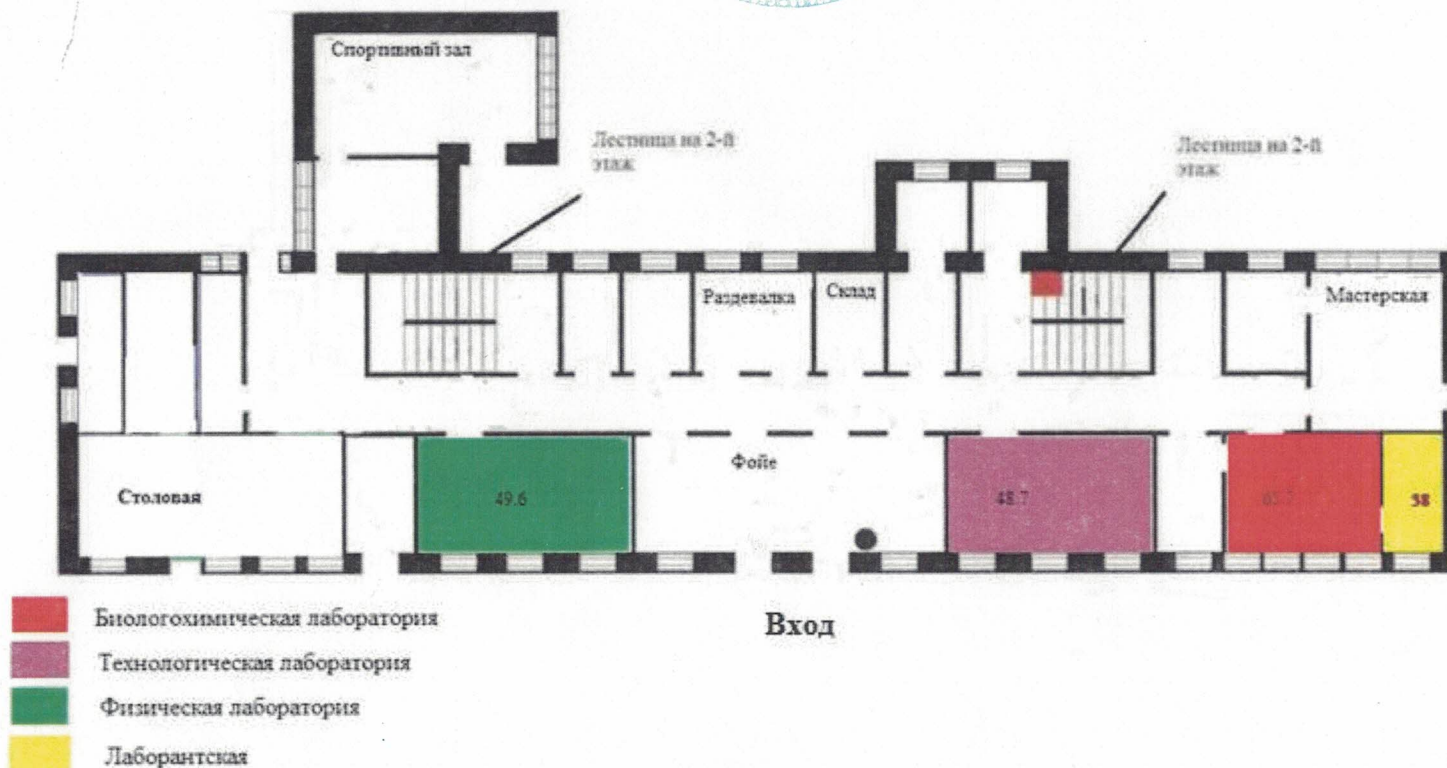 Спортивный зал
Лестница на 2-й
этаж
Лестница на 2-й
этаж
Раздевалка
Склад
Мастерская
Фойе
Столовая
49.6
48.7
38
Вход
Биологохимическая лаборатория
Технологическая лаборатория
Физическая лаборатория
Лаборантская